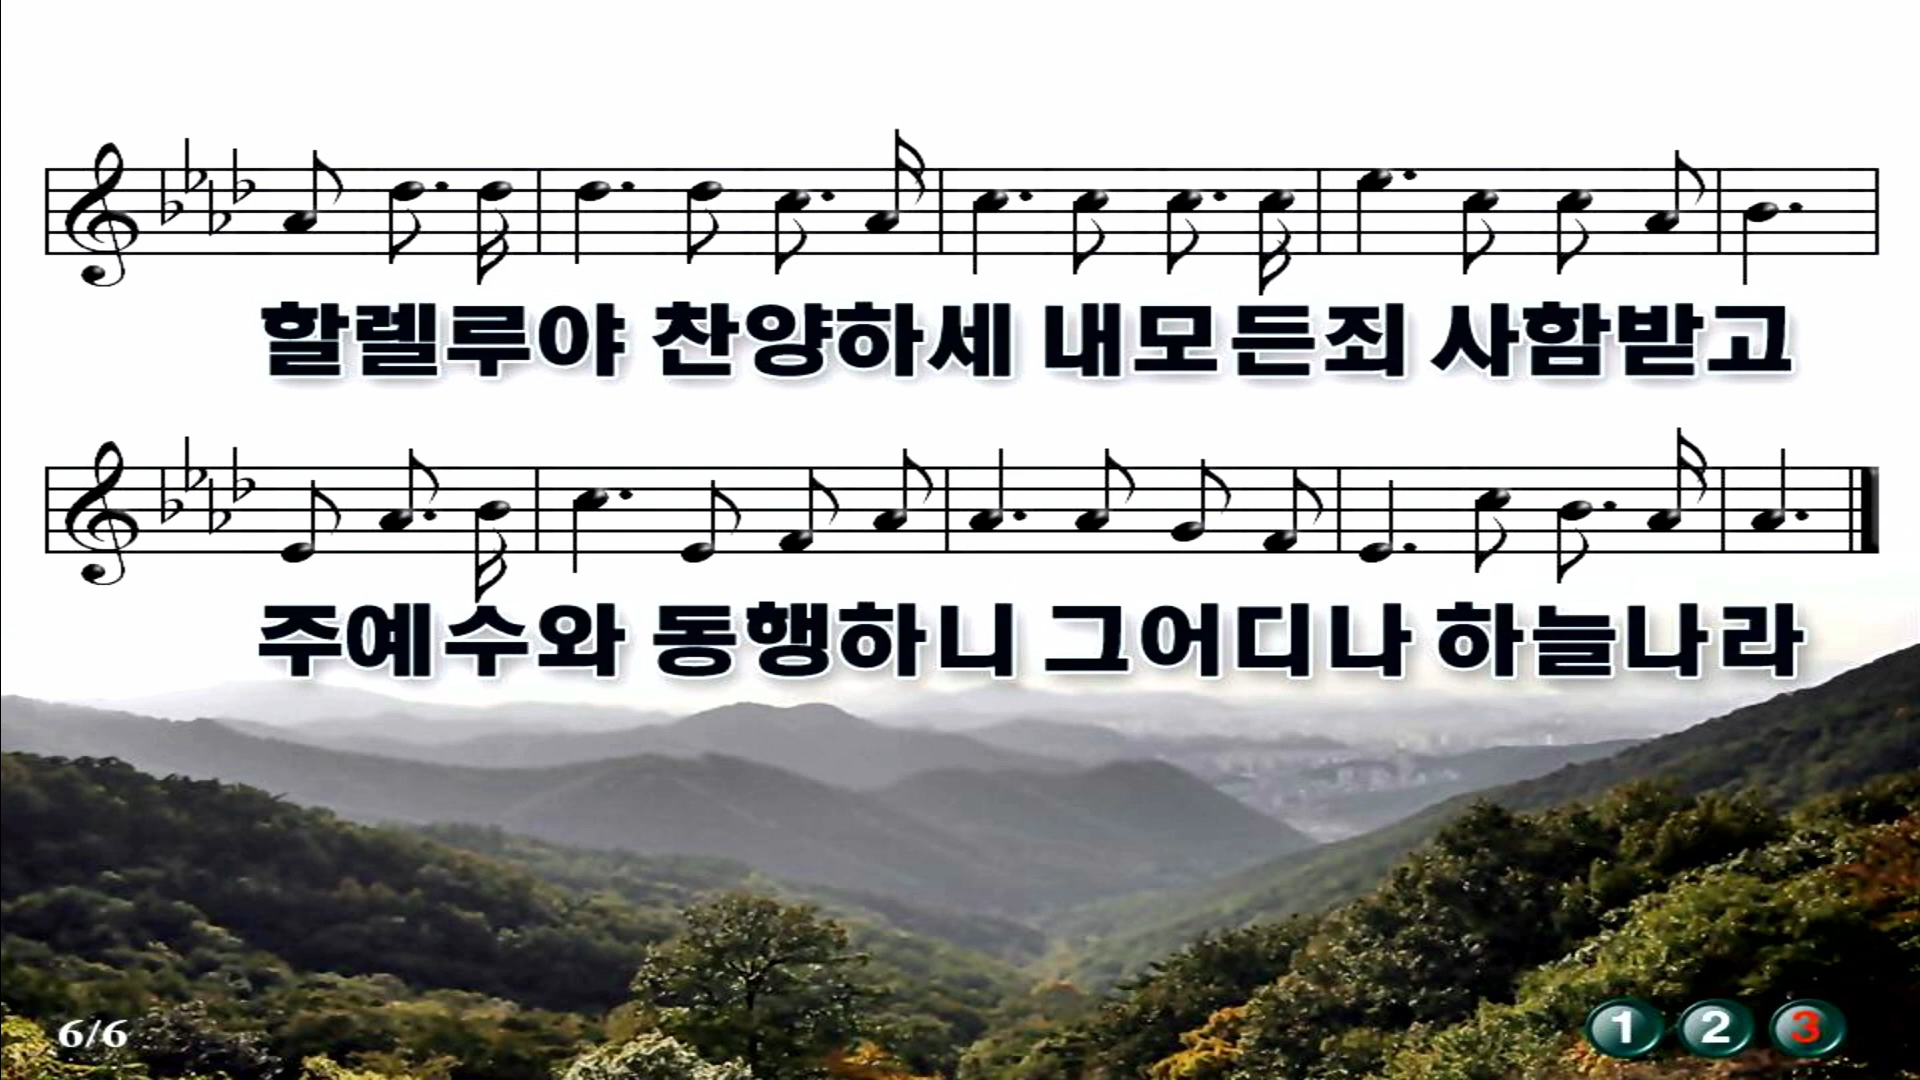 할렐루야 찬양하세 내모든죄 사함받고
주예수와 동행하니 그어디나 하늘나라
6/6
1 2 3